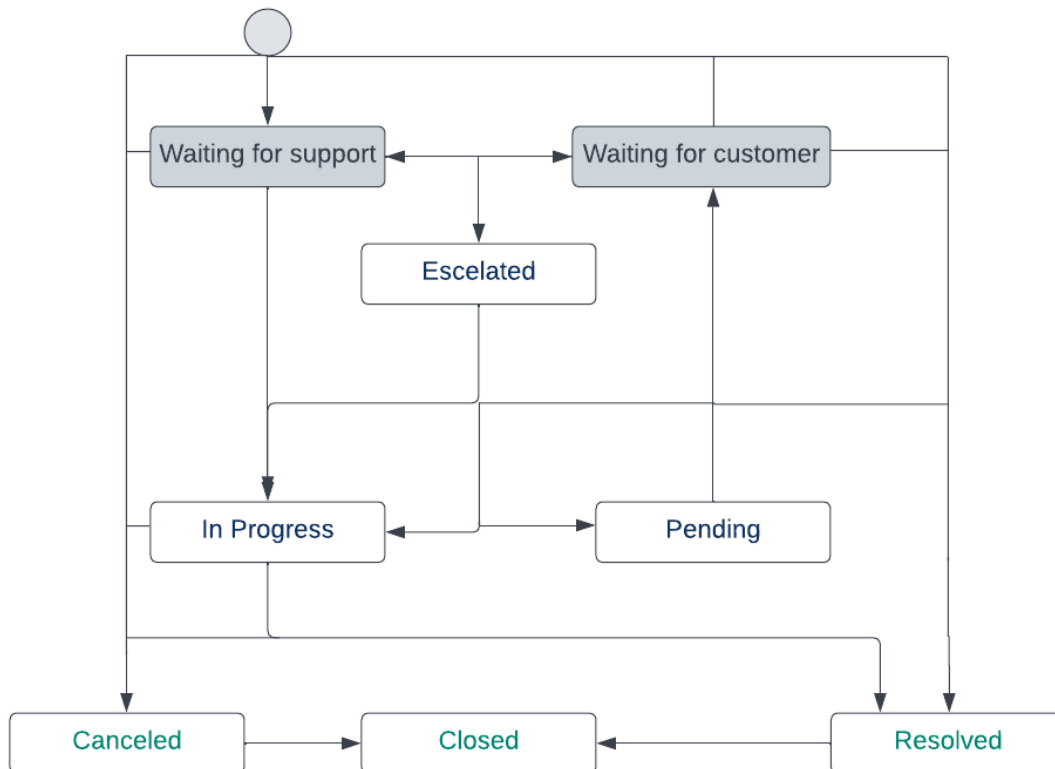 Waiting for support
Waiting for customer
Escelated
In Progress
Pending
Canceled
Closed
Resolved